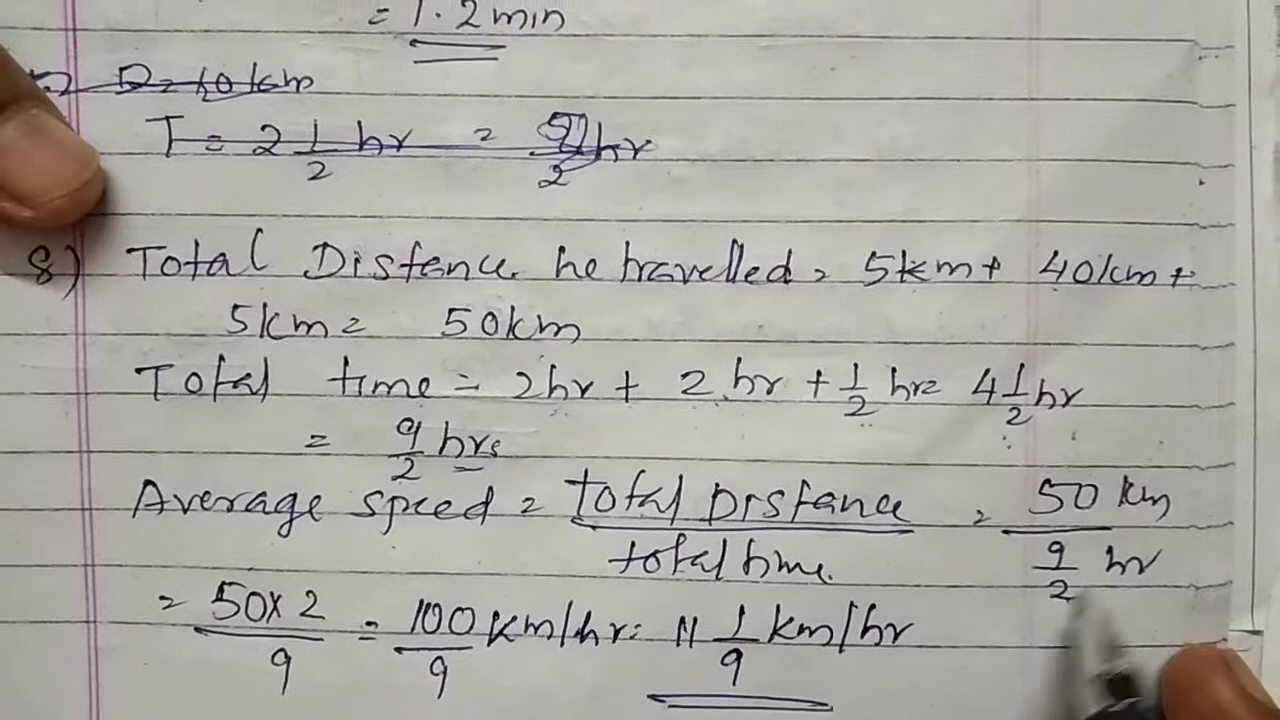 = 1.2 min
D = 10 km
T = 2 1/2 hr = 5/2 hr
8) Total Distance he travelled = 5km + 40km +
5km = 50km
Total time = 2hr + 2 hr + 1/2 hr = 4 1/2 hr
= 9/2 hrs
Average speed = total Distance / total time = 50 km / 9/2 hr
= 50x2 / 9 = 100/9 km/hr = 11 1/9 km/hr